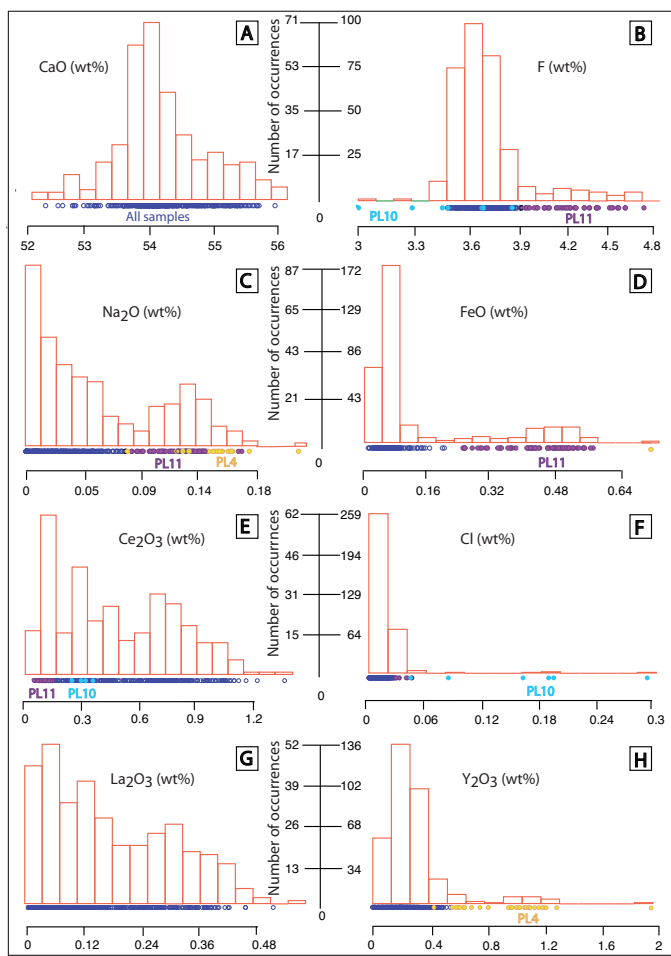 A
CaO (wt%)
All samples
52 53 54 55 56
Number of occurrences
71 100
53 75
35 50
17 25
0
B
F (wt%)
PL10 PL11
3 3.3 3.6 3.9 4.2 4.5 4.8
C
Na2O (wt%)
PL11 PL4
0 0.05 0.09 0.14 0.18
Number of occurrences
87 172
65 129
43 86
21 43
0
D
FeO (wt%)
PL11
0 0.16 0.32 0.48 0.64
E
Ce2O3 (wt%)
PL11 PL10
0 0.3 0.6 0.9 1.2
Number of occurrnces
62 259
46 194
31 129
15 64
0
F
Cl (wt%)
PL10
0 0.06 0.12 0.18 0.24 0.3
G
La2O3 (wt%)
0 0.12 0.24 0.36 0.48
Number of occurrences
52 136
39 102
26 68
13 34
0
H
Y2O3 (wt%)
PL4
0 0.4 0.8 1.2 1.6 2